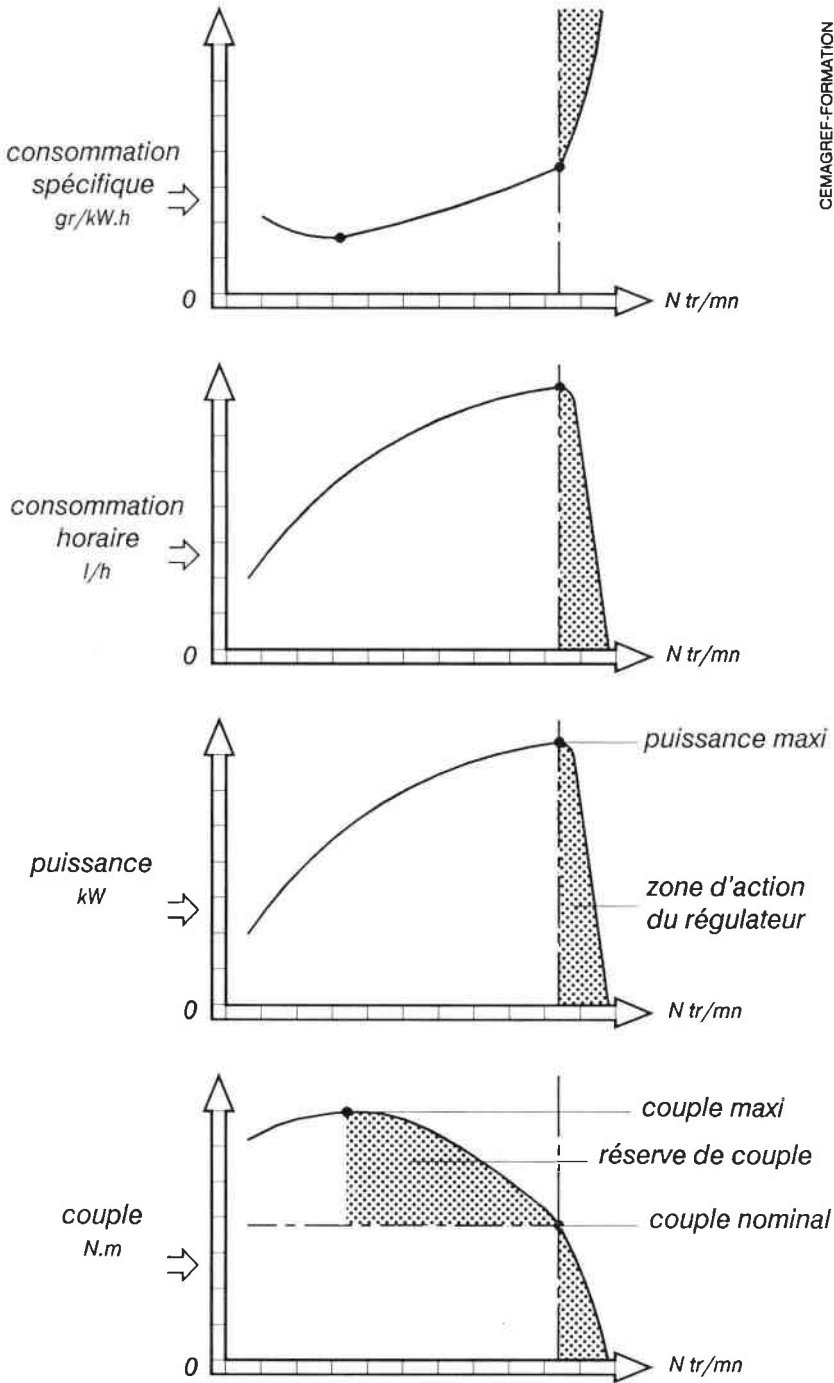 CEMAGREF-FORMATION
consommation
spécifique
gr/kW.h
0
N tr/mn
consommation
horaire
l/h
0
N tr/mn
puissance maxi
puissance
kW
zone d'action
du régulateur
0
N tr/mn
couple maxi
réserve de couple
couple
N.m
couple nominal
0
N tr/mn